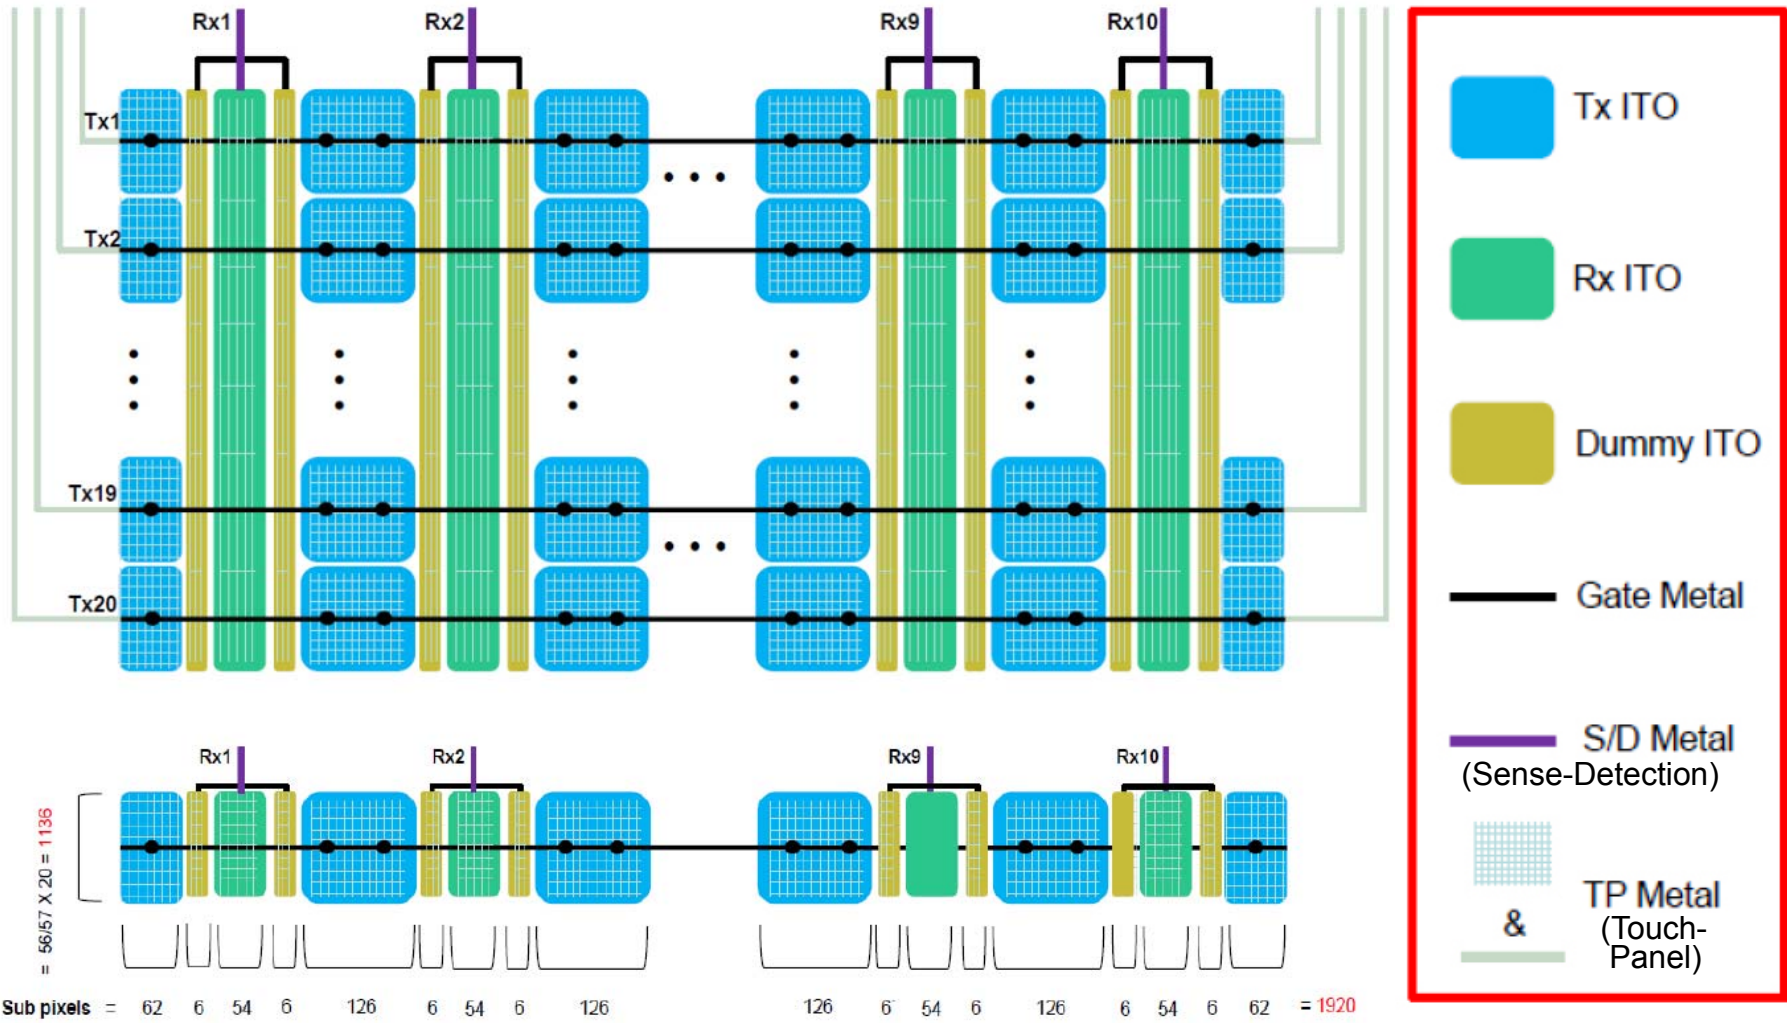 Rx1 Rx2 Rx9 Rx10
Tx1
Tx2
Tx19
Tx20
Rx1 Rx2 Rx9 Rx10
= 56/57 X 20 = 1136
Sub pixels = 62 6 54 6 126 6 54 6 126 126 6 54 6 126 6 54 6 62 = 1920
Tx ITO
Rx ITO
Dummy ITO
Gate Metal
S/D Metal
(Sense-Detection)
TP Metal
&
(Touch-
Panel)